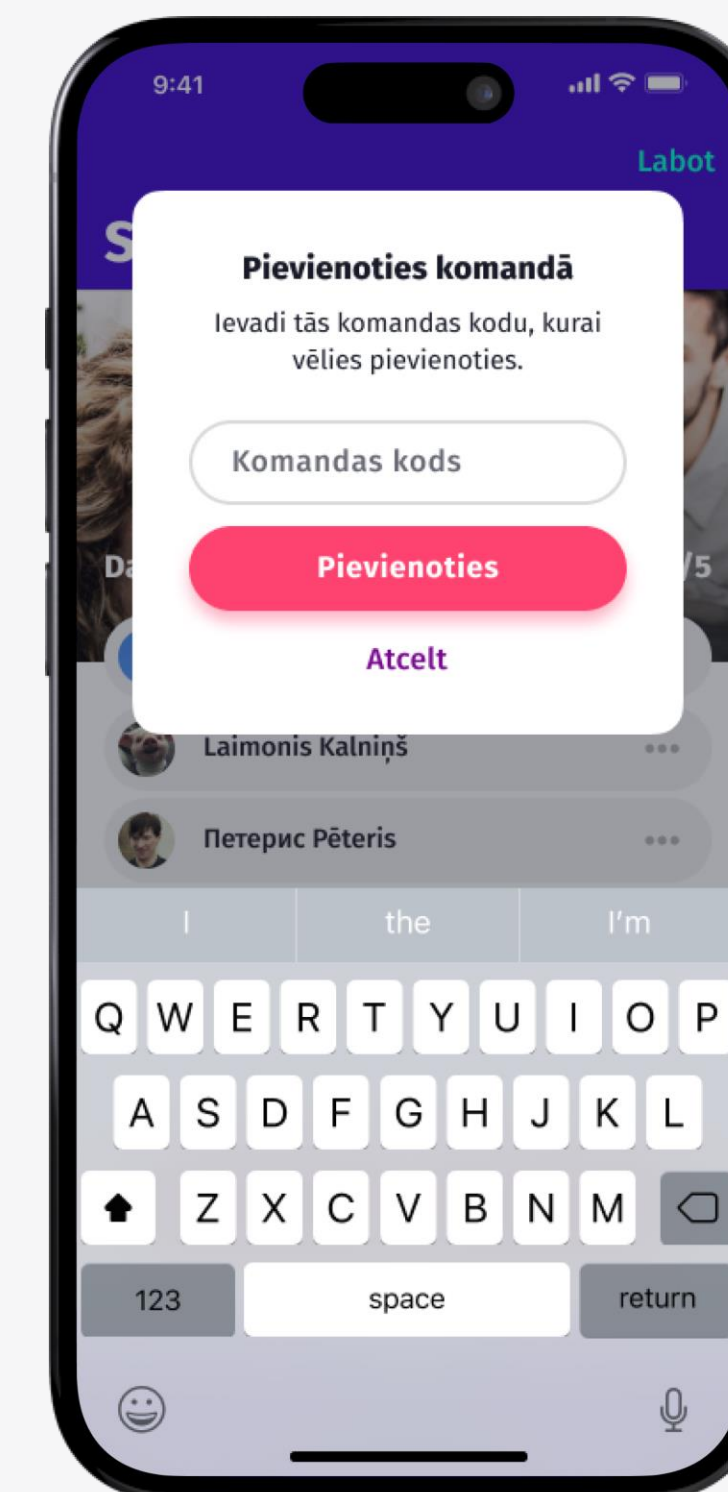 9:41
Labot
S
Pievienoties komandā
Ievadi tās komandas kodu, kurai
vēlies pievienoties.
Komandas kods
Pievienoties
/5
Atcelt
Laimonis Kalniņš
Петерис Pēteris
I the I'm
Q W E R T Y U I O P
A S D F G H J K L
Z X C V B N M
123 space return